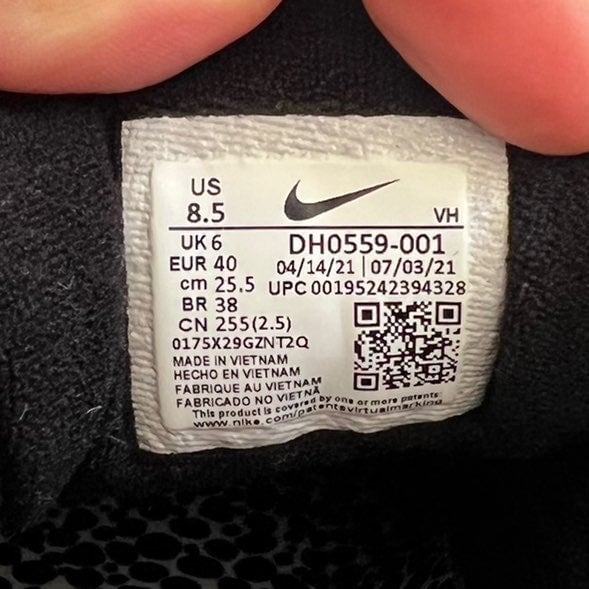 US
8.5
VH
UK 6
DH0559-001
EUR 40
04/14/21 | 07/03/21
cm 25.5
UPC 00195242394328
BR 38
CN 255(2.5)
0175X29GZNT2Q
MADE IN VIETNAM
HECHO EN VIETNAM
FABRIQUE AU VIETNAM
FABRICADO NO VIETNÃ
This product is covered by one or more patents:
www.nike.com/patentsvirtualmarking